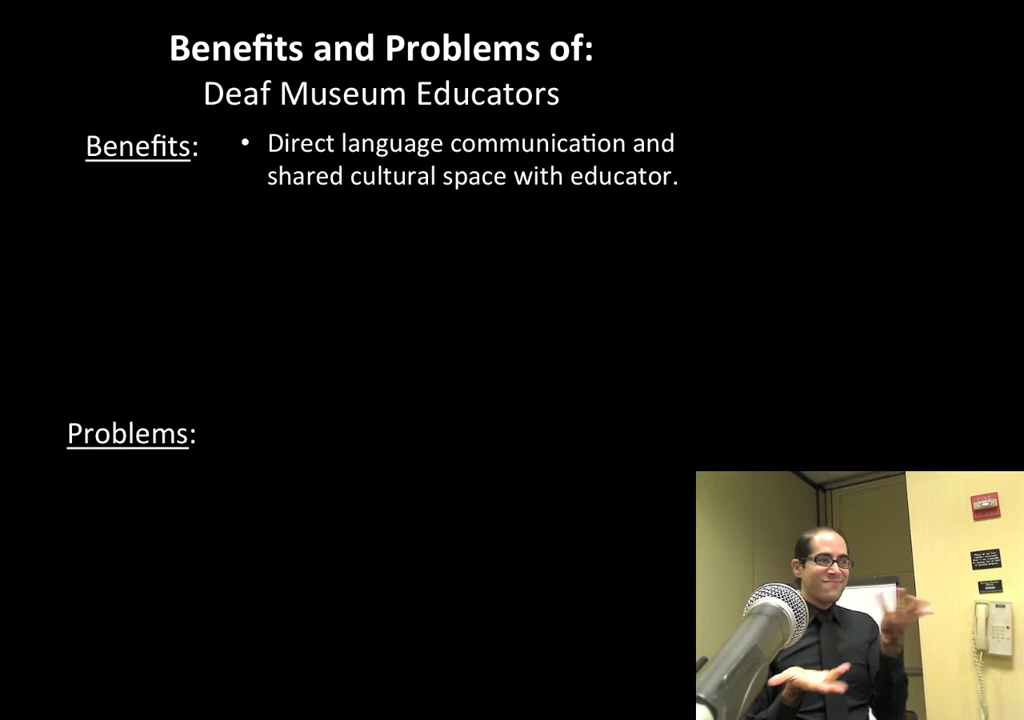 Benefits and Problems of:
Deaf Museum Educators
Benefits:
• Direct language communication and
shared cultural space with educator.
Problems: